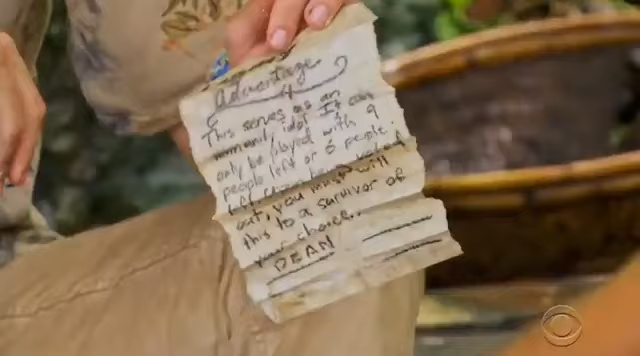 Advantage
This serves as an
immunity idol. It can
only be played with 9
people left or 6 people
left. voted
out, you must will
this to a survivor of
your choice.
DEAN
CBS